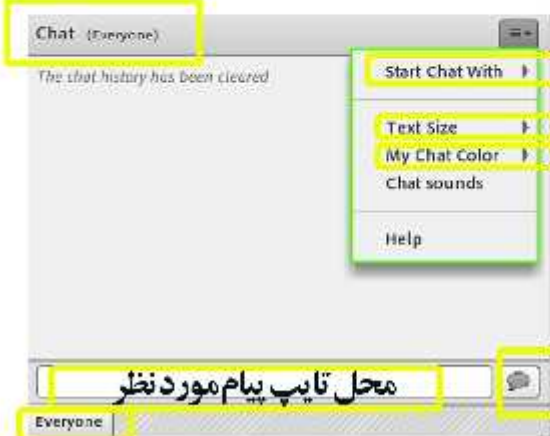 Chat (Everyone)
The chat history has been cleared
Start Chat With
Text Size
My Chat Color
Chat sounds
Help
محل تایپ پیام مورد نظر
Everyone